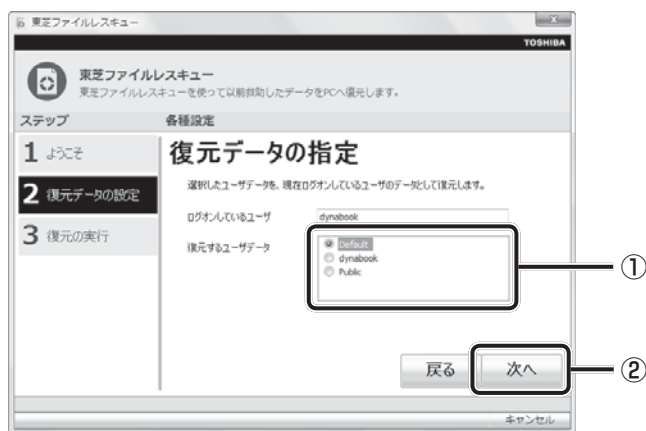 東芝ファイルレスキュー
TOSHIBA
東芝ファイルレスキュー
東芝ファイルレスキューを使って以前救助したデータをPCへ復元します。
ステップ
各種設定
1 ようこそ
2 復元データの設定
3 復元の実行
復元データの指定
選択したユーザデータを、現在ログオンしているユーザのデータとして復元します。
ログオンしているユーザ
dynabook
復元するユーザデータ
Default
dynabook
Public
①
戻る
次へ
②
キャンセル